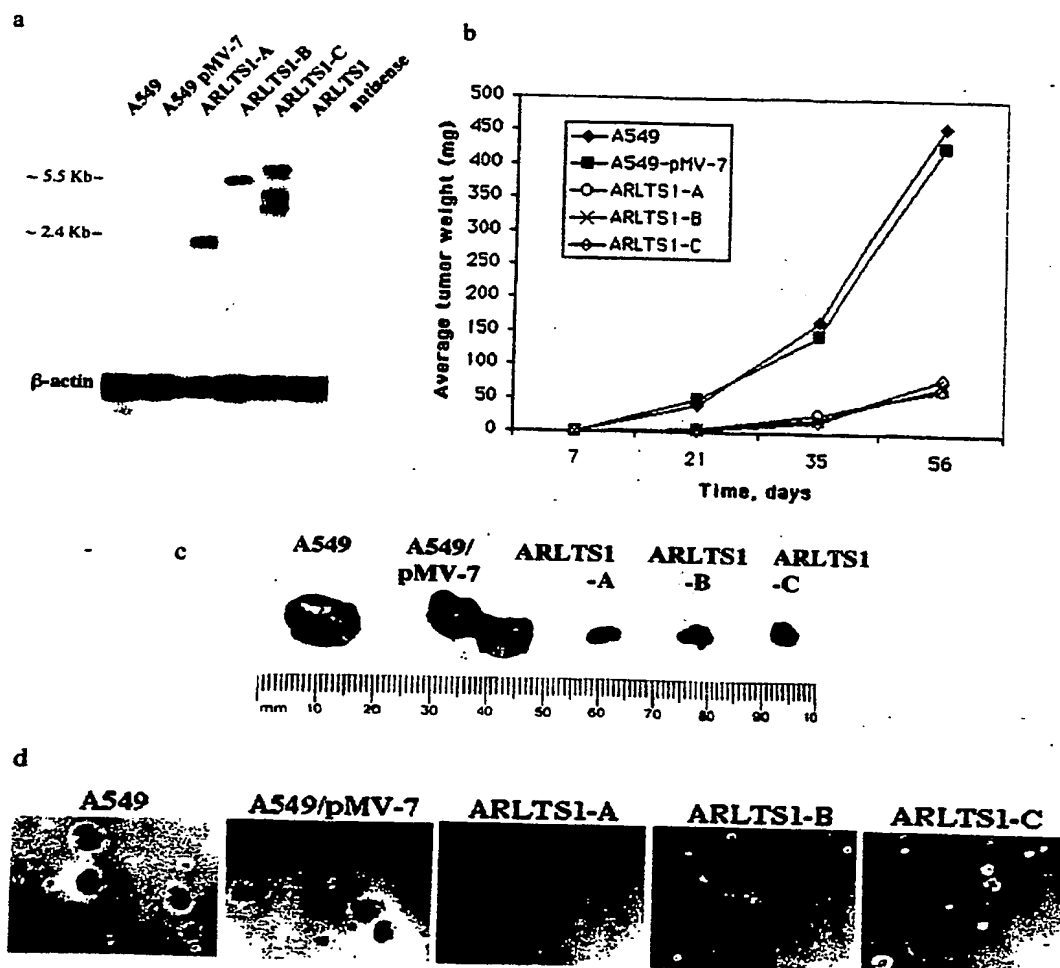 a
A549
A549 pMV-7
ARLTS1-A
ARLTS1-B
ARLTS1-C
ARLTS1
antisense
~ 5.5 Kb-
~ 2.4 Kb-
β-actin
b
500
450
400
350
300
250
200
150
100
50
0
Average tumor weight (mg)
A549
A549-pMV-7
ARLTS1-A
ARLTS1-B
ARLTS1-C
7 21 35 56
Time, days
c
A549
A549/
pMV-7
ARLTS1
-A
ARLTS1
-B
ARLTS1
-C
mm 10 20 30 40 50 60 70 80 90 10
d
A549
A549/pMV-7
ARLTS1-A
ARLTS1-B
ARLTS1-C